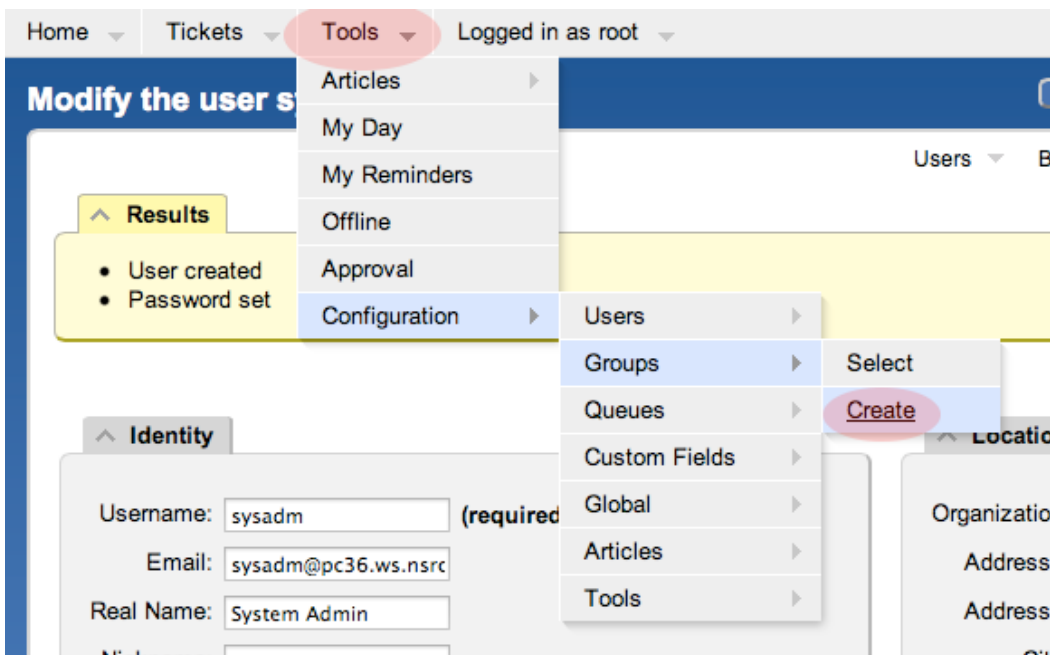 Home Tickets Tools Logged in as root
Modify the user
Articles
My Day
My Reminders
Offline
Approval
Configuration
Users
Results
User created
Password set
Users
Groups
Queues
Custom Fields
Global
Articles
Tools
Select
Create
Identity
Username: sysadm (required
Email: sysadm@pc36.ws.nsrc
Real Name: System Admin
Locatio
Organizatio
Address
Address